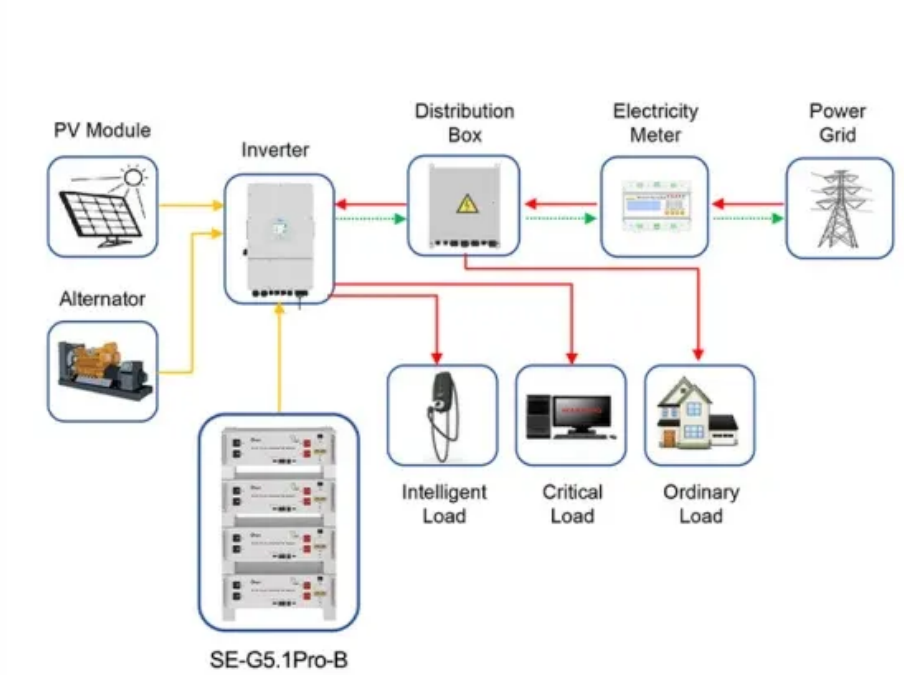 PV Module
Inverter
Distribution
Box
Electricity
Meter
Power
Grid
Alternator
Intelligent
Load
Critical
Load
Ordinary
Load
SE-G5.1Pro-B